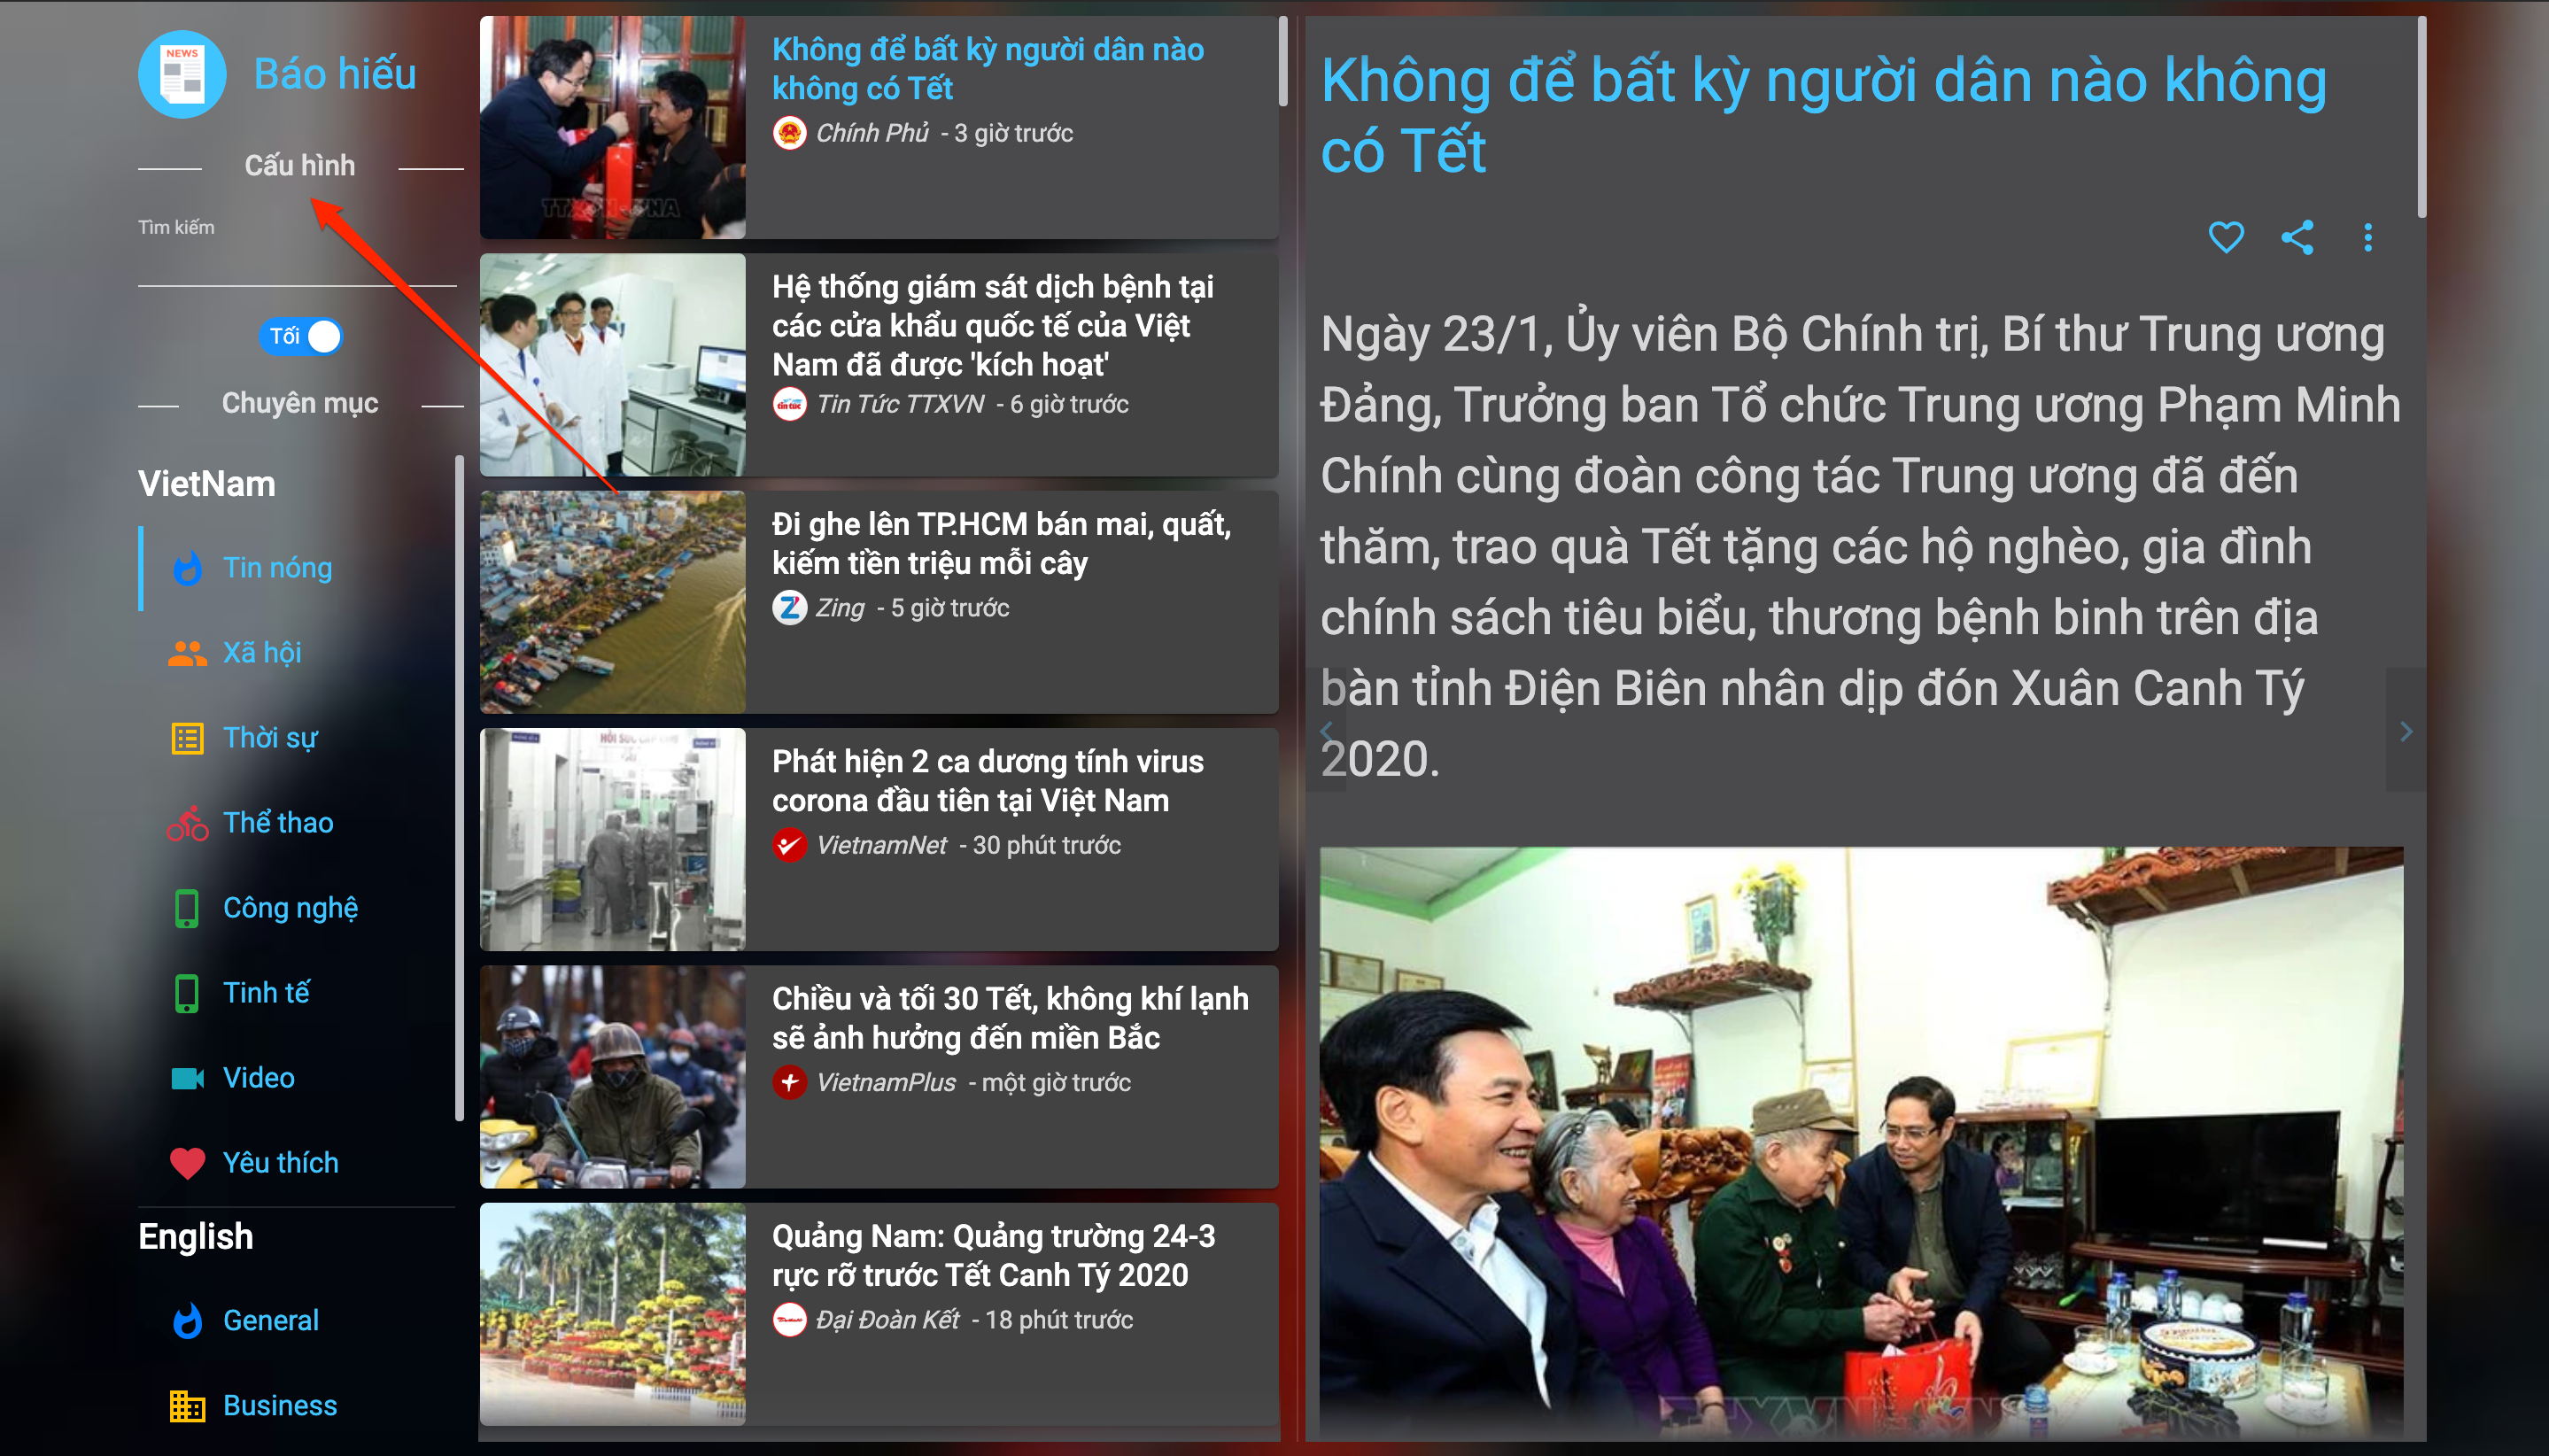 NEWS
Báo hiếu
Cấu hình
Tìm kiếm
Tối
Chuyên mục
VietNam
Tin nóng
Xã hội
Thời sự
Thể thao
Công nghệ
Tinh tế
Video
Yêu thích
English
General
Business
Không để bất kỳ người dân nào
không có Tết
Chính Phủ - 3 giờ trước
Hệ thống giám sát dịch bệnh tại
các cửa khẩu quốc tế của Việt
Nam đã được 'kích hoạt'
tin tức
Tin Tức TTXVN - 6 giờ trước
Đi ghe lên TP.HCM bán mai, quất,
kiếm tiền triệu mỗi cây
Z
Zing - 5 giờ trước
Phát hiện 2 ca dương tính virus
corona đầu tiên tại Việt Nam
VietnamNet - 30 phút trước
Chiều và tối 30 Tết, không khí lạnh
sẽ ảnh hưởng đến miền Bắc
VietnamPlus - một giờ trước
Quảng Nam: Quảng trường 24-3
rực rỡ trước Tết Canh Tý 2020
Đại Đoàn Kết - 18 phút trước
Không để bất kỳ người dân nào không
có Tết
Ngày 23/1, Ủy viên Bộ Chính trị, Bí thư Trung ương
Đảng, Trưởng ban Tổ chức Trung ương Phạm Minh
Chính cùng đoàn công tác Trung ương đã đến
thăm, trao quà Tết tặng các hộ nghèo, gia đình
chính sách tiêu biểu, thương bệnh binh trên địa
bàn tỉnh Điện Biên nhân dịp đón Xuân Canh Tý
2020.